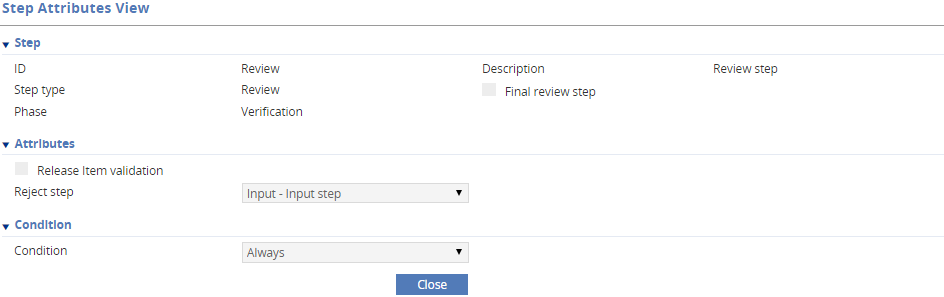 Step Attributes View
Step
ID Review Description Review step
Step type Review Final review step
Phase Verification
Attributes
Release Item validation
Reject step Input - Input step
Condition
Condition Always
Close